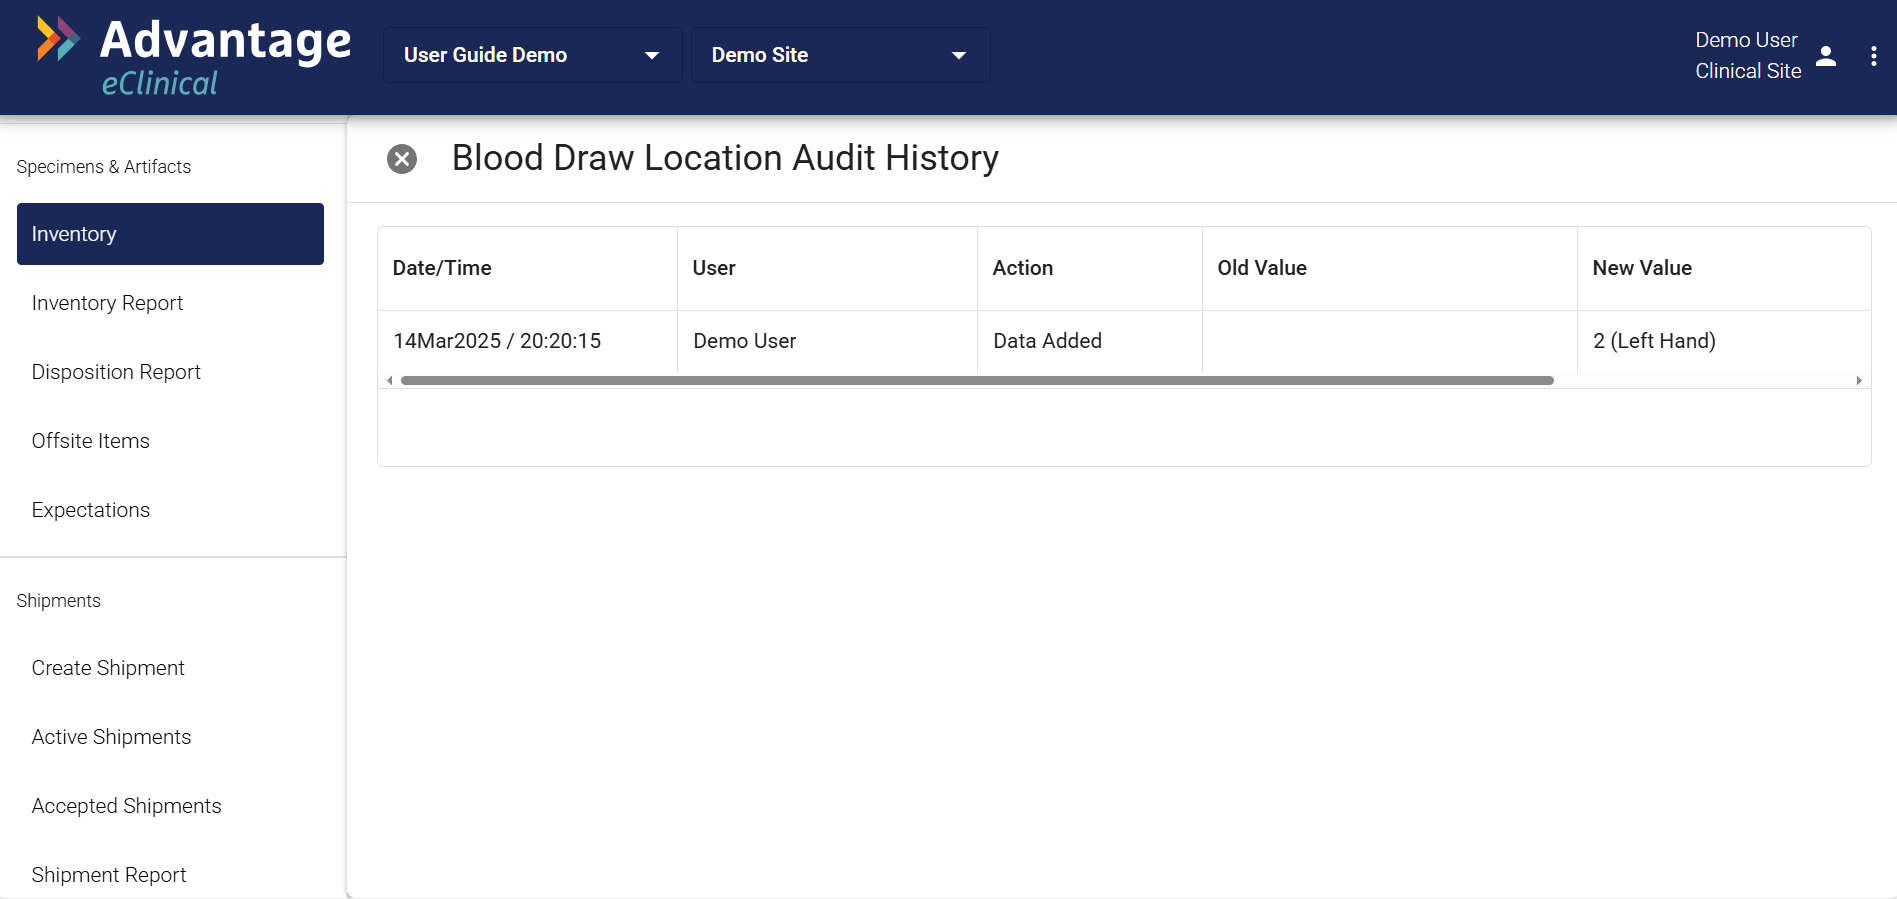 Advantage
eClinical
User Guide Demo
Demo Site
Demo User
Clinical Site
Specimens & Artifacts
Inventory
Inventory Report
Disposition Report
Offsite Items
Expectations
Shipments
Create Shipment
Active Shipments
Accepted Shipments
Shipment Report
Blood Draw Location Audit History
Date/Time User Action Old Value New Value
14Mar2025 / 20:20:15 Demo User Data Added 2 (Left Hand)